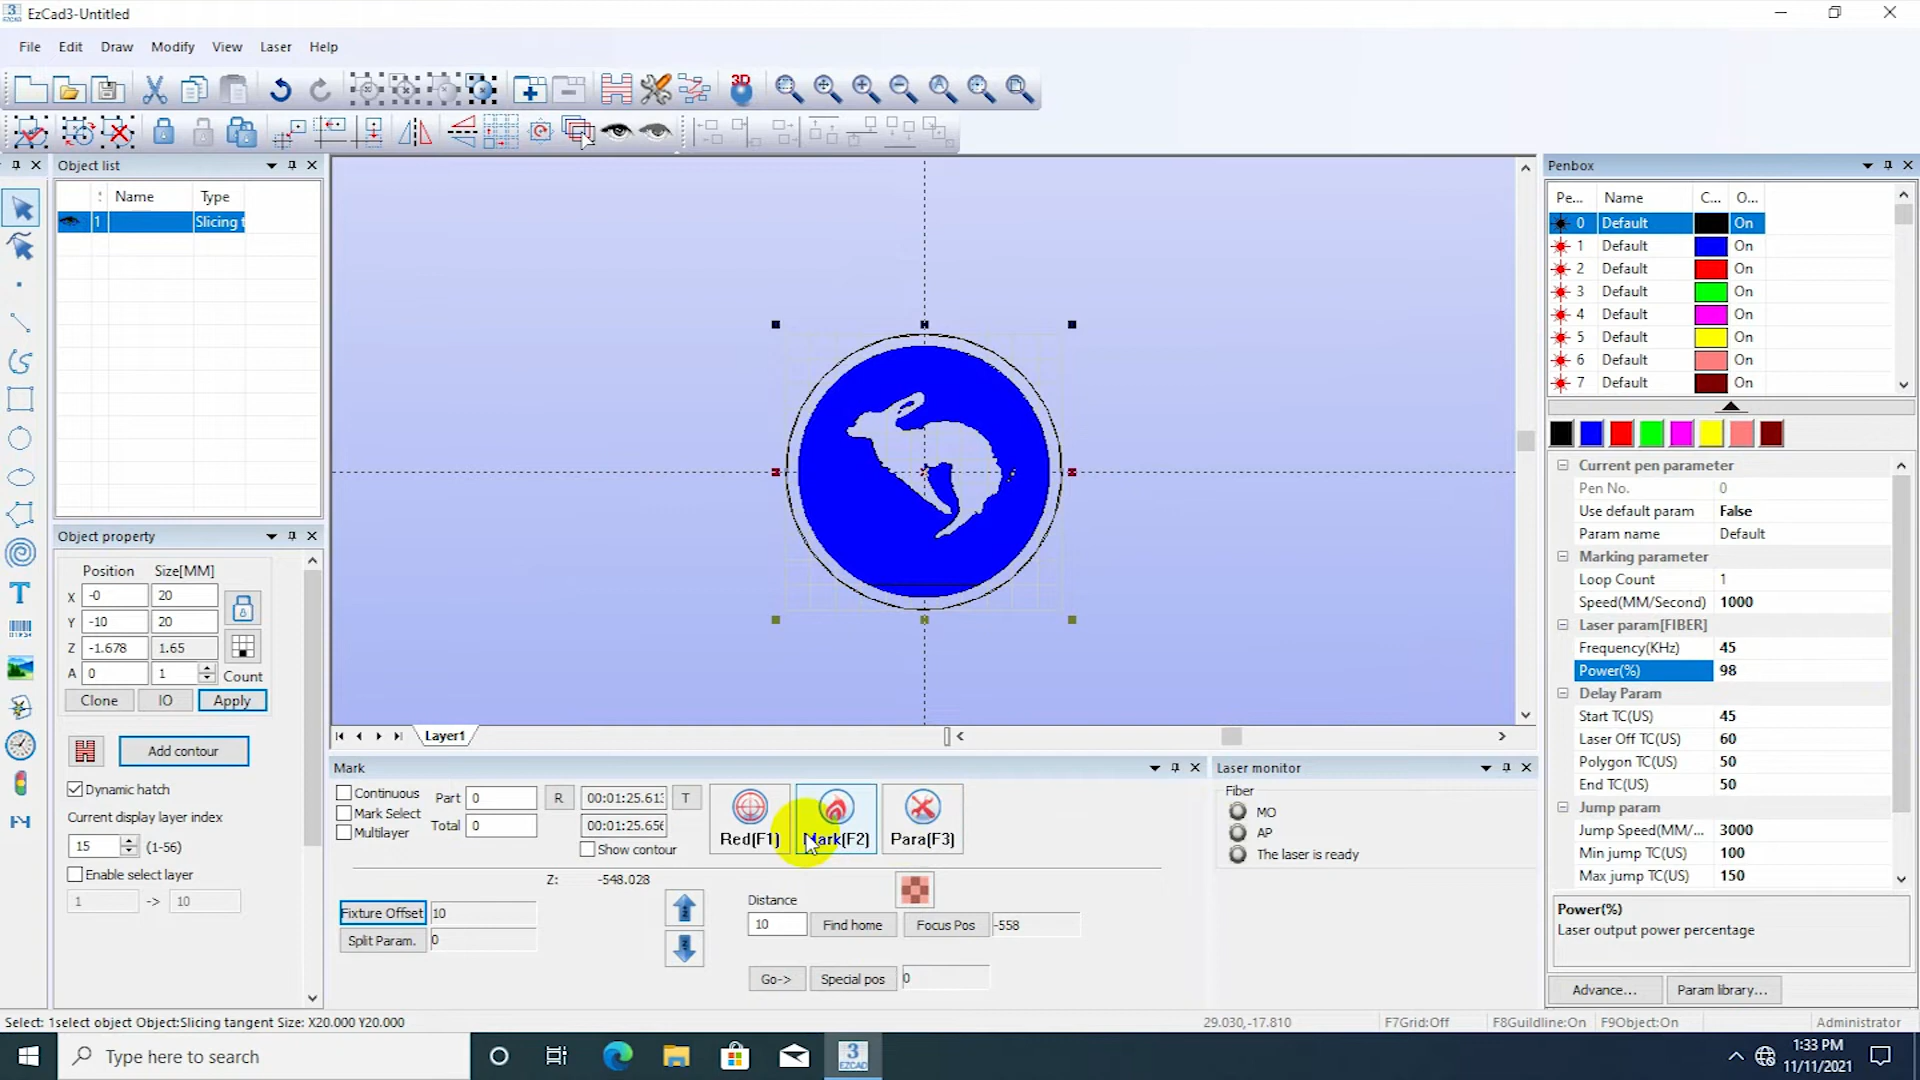 EzCad3-Untitled
File Edit Draw Modify View Laser Help
3D
Object list
Name Type
1 Slicing t
Object property
Position Size[MM]
X -0 20
Y -10 20
Z -1.678 1.65
A 0 1 Count
Clone IO Apply
Add contour
Dynamic hatch
Current display layer index
15 (1-56)
Enable select layer
1 -> 10
Layer1
Mark
Continuous Part 0 R 00:01:25.613 T
Mark Select
Multilayer Total 0 00:01:25.656
Show contour
Red(F1) Mark(F2) Para(F3)
Z: -548.028
Fixture Offset 10
Split Param. 0
Distance
10 Find home Focus Pos -558
Go-> Special pos 0
Laser monitor
Fiber
MO
AP
The laser is ready
Penbox
Pe... Name C... O...
0 Default On
1 Default On
2 Default On
3 Default On
4 Default On
5 Default On
6 Default On
7 Default On
Current pen parameter
Pen No. 0
Use default param False
Param name Default
Marking parameter
Loop Count 1
Speed(MM/Second) 1000
Laser param[FIBER]
Frequency(KHz) 45
Power(%) 98
Delay Param
Start TC(US) 45
Laser Off TC(US) 60
Polygon TC(US) 50
End TC(US) 50
Jump param
Jump Speed(MM/... 3000
Min jump TC(US) 100
Max jump TC(US) 150
Power(%)
Laser output power percentage
Advance... Param library...
Select: 1select object Object:Slicing tangent Size: X20.000 Y20.000 29.030,-17.810 F7Grid:Off F8Guildline:On F9Object:On Administrator
Type here to search
3
EZCAD
1:33 PM
11/11/2021